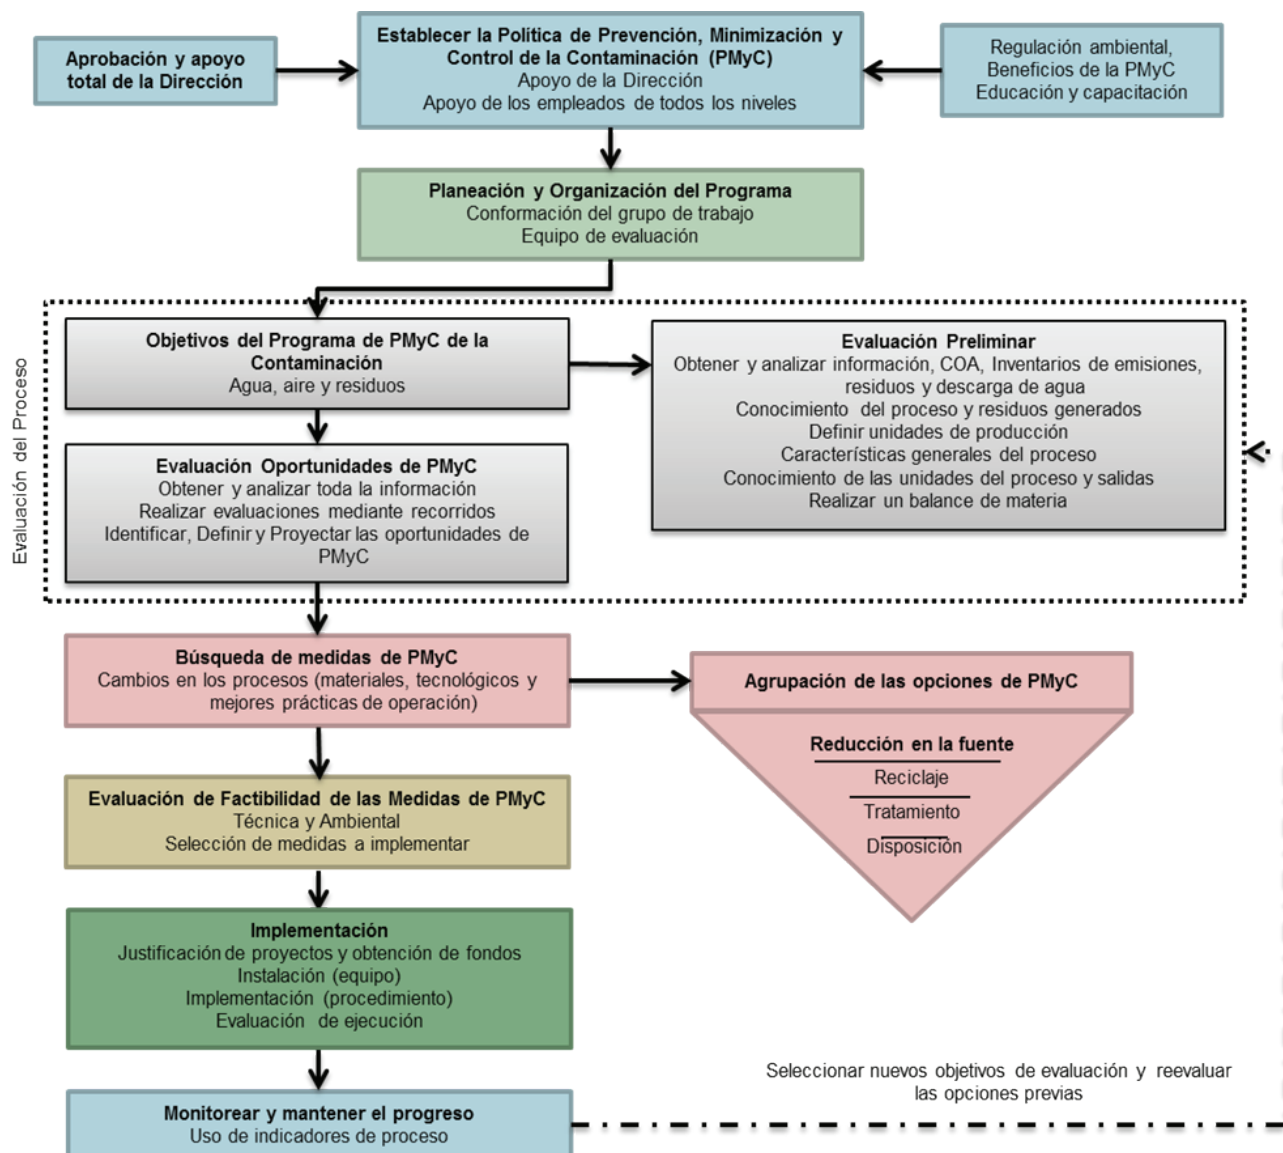 Aprobación y apoyo
total de la Dirección
Establecer la Política de Prevención, Minimización y
Control de la Contaminación (PMyC)
Apoyo de la Dirección
Apoyo de los empleados de todos los niveles
Regulación ambiental,
Beneficios de la PMyC
Educación y capacitación
Planeación y Organización del Programa
Conformación del grupo de trabajo
Equipo de evaluación
Evaluación del Proceso
Objetivos del Programa de PMyC de la
Contaminación
Agua, aire y residuos
Evaluación Preliminar
Obtener y analizar información, COA, Inventarios de emisiones,
residuos y descarga de agua
Conocimiento del proceso y residuos generados
Definir unidades de producción
Características generales del proceso
Conocimiento de las unidades del proceso y salidas
Realizar un balance de materia
Evaluación Oportunidades de PMyC
Obtener y analizar toda la información
Realizar evaluaciones mediante recorridos
Identificar, Definir y Proyectar las oportunidades de
PMyC
Búsqueda de medidas de PMyC
Cambios en los procesos (materiales, tecnológicos y
mejores prácticas de operación)
Agrupación de las opciones de PMyC
Reducción en la fuente
Reciclaje
Tratamiento
Disposición
Evaluación de Factibilidad de las Medidas de PMyC
Técnica y Ambiental
Selección de medidas a implementar
Implementación
Justificación de proyectos y obtención de fondos
Instalación (equipo)
Implementación (procedimiento)
Evaluación de ejecución
Seleccionar nuevos objetivos de evaluación y reevaluar
las opciones previas
Monitorear y mantener el progreso
Uso de indicadores de proceso